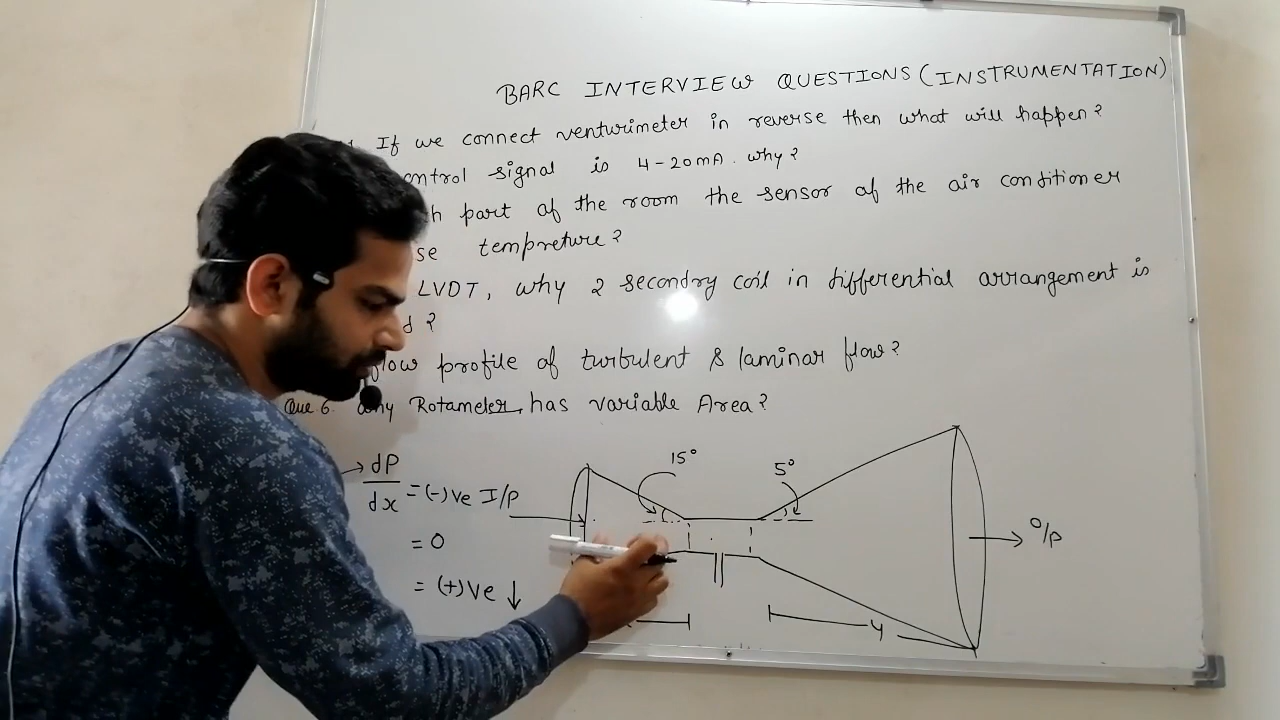 BARC INTERVIEW QUESTIONS (INSTRUMENTATION)
If we connect venturimeter in reverse then what will happen?
ontrol signal is 4-20mA. why?
h part of the room the sensor of the air conditioner
se tempreture?
LVDT, why 2 secondry coil in differential arrangement is
d?
flow profile of turbulent & laminar flow?
Que 6. Why Rotameter has variable Area?
dP
dx
=(-)ve I/p
= 0
= (+)ve ↓
15°
5°
O/p
y